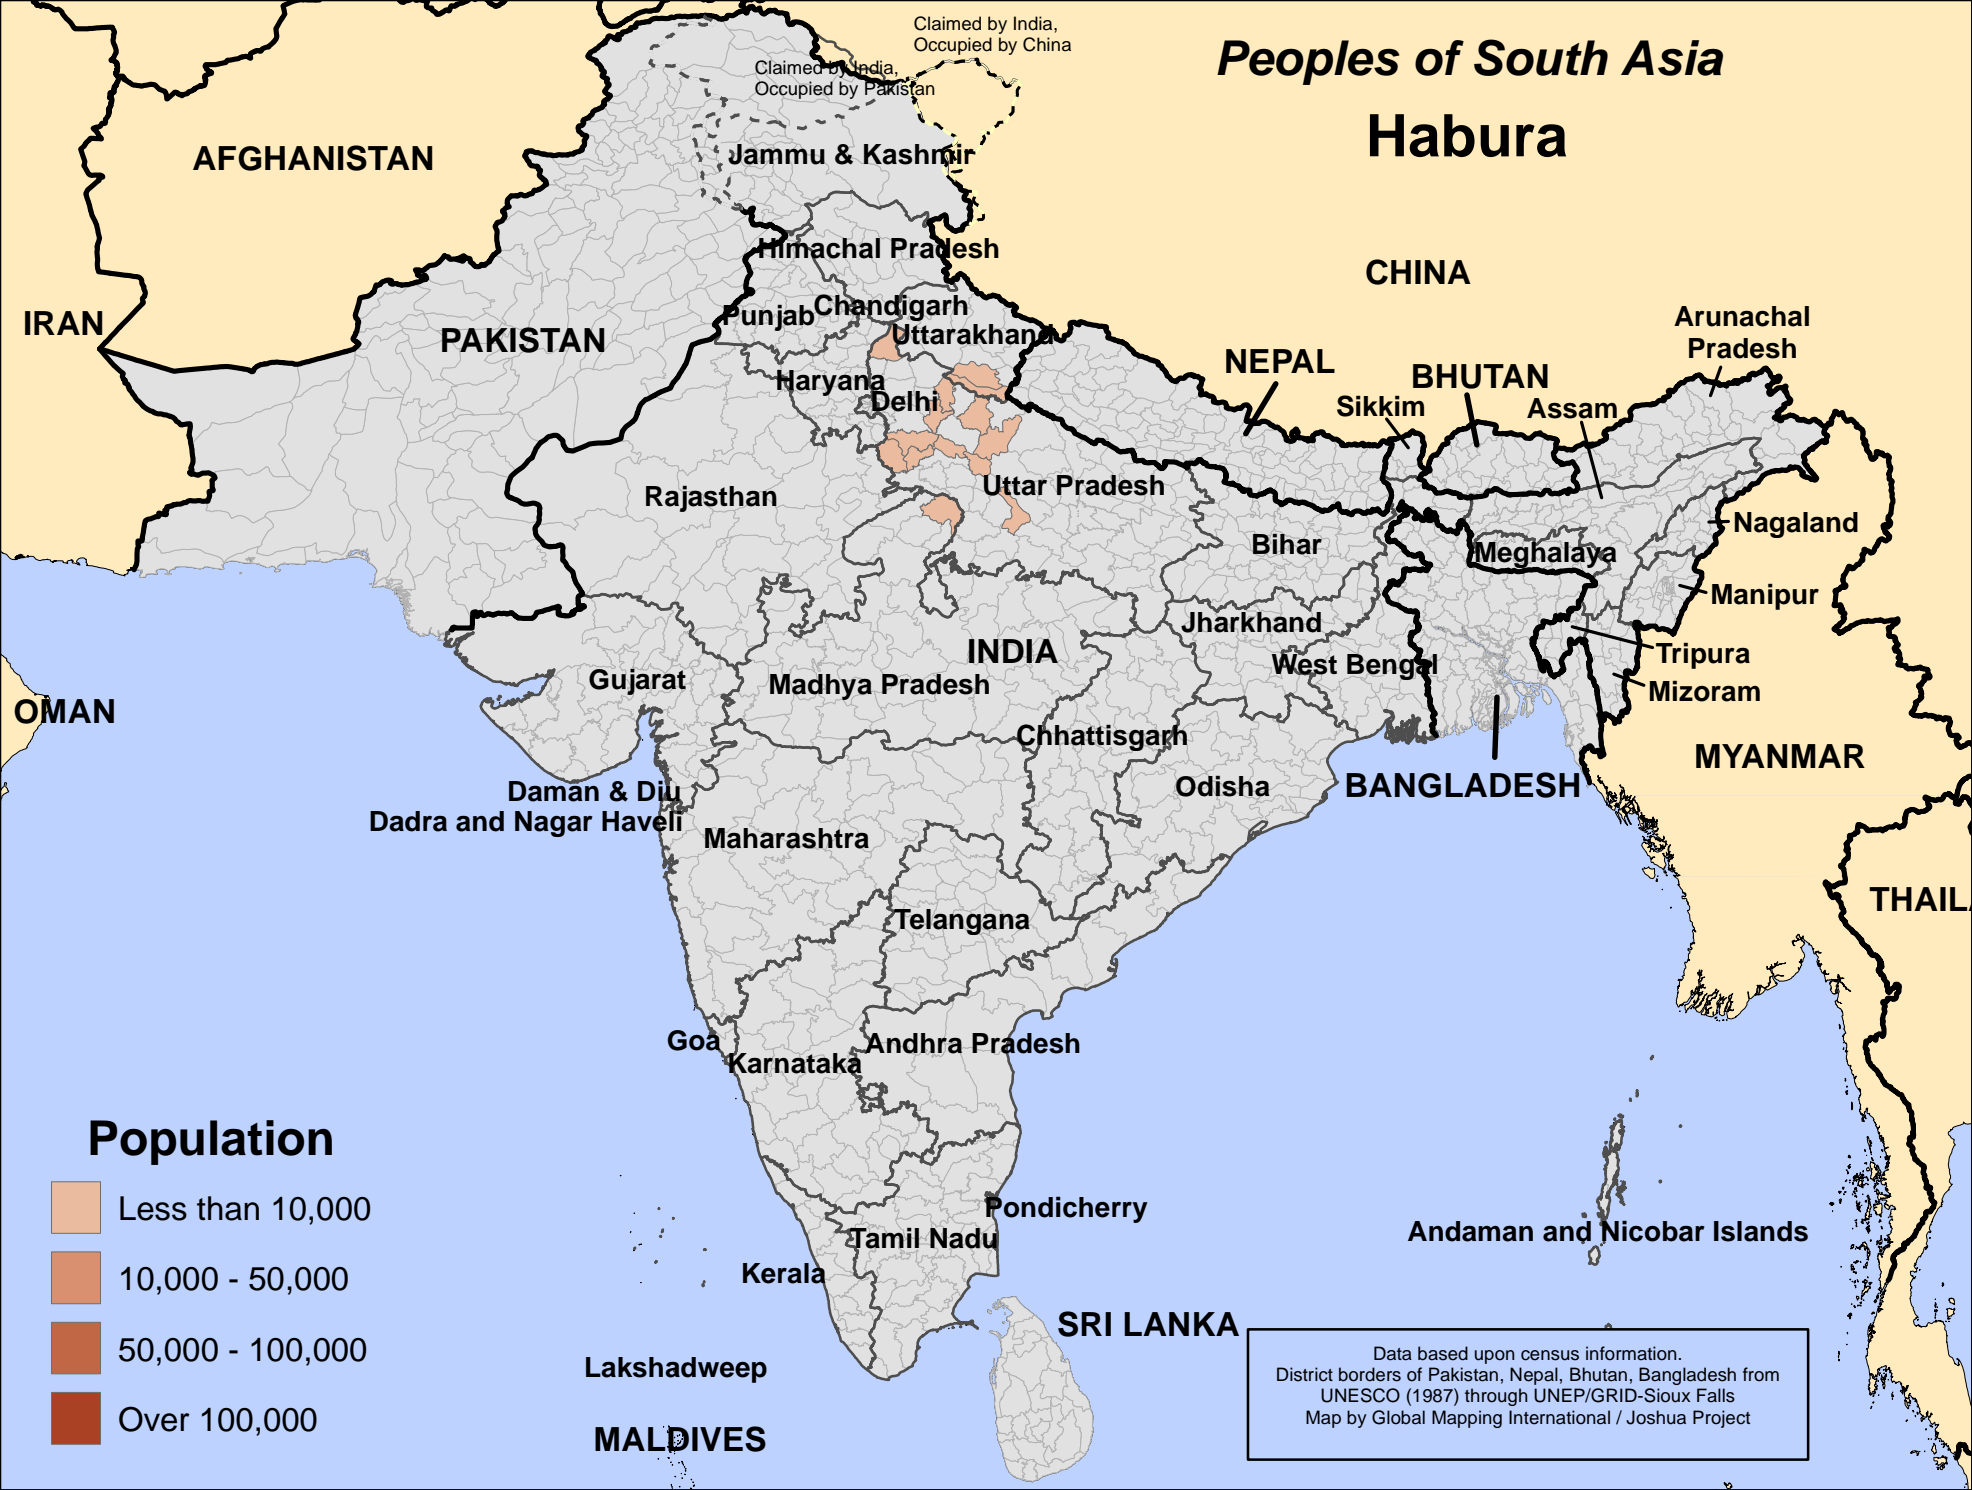 Claimed by India,
Occupied by China
Peoples of South Asia
Habura
Claimed by India,
Occupied by Pakistan
AFGHANISTAN
Jammu & Kashmir
Himachal Pradesh
CHINA
IRAN
PAKISTAN
Punjab
Chandigarh
Uttarakhand
Arunachal
Pradesh
NEPAL
BHUTAN
Haryana
Delhi
Sikkim
Assam
Rajasthan
Uttar Pradesh
Nagaland
Bihar
Meghalaya
Manipur
Jharkhand
INDIA
West Bengal
Tripura
Gujarat
Madhya Pradesh
Mizoram
OMAN
Chhattisgarh
MYANMAR
Odisha
BANGLADESH
Daman & Diu
Dadra and Nagar Haveli
Maharashtra
Telangana
THAIL
Goa
Karnataka
Andhra Pradesh
Pondicherry
Tamil Nadu
Kerala
Andaman and Nicobar Islands
SRI LANKA
Lakshadweep
MALDIVES
Population
Less than 10,000
10,000 - 50,000
50,000 - 100,000
Over 100,000
Data based upon census information.
District borders of Pakistan, Nepal, Bhutan, Bangladesh from
UNESCO (1987) through UNEP/GRID-Sioux Falls
Map by Global Mapping International / Joshua Project